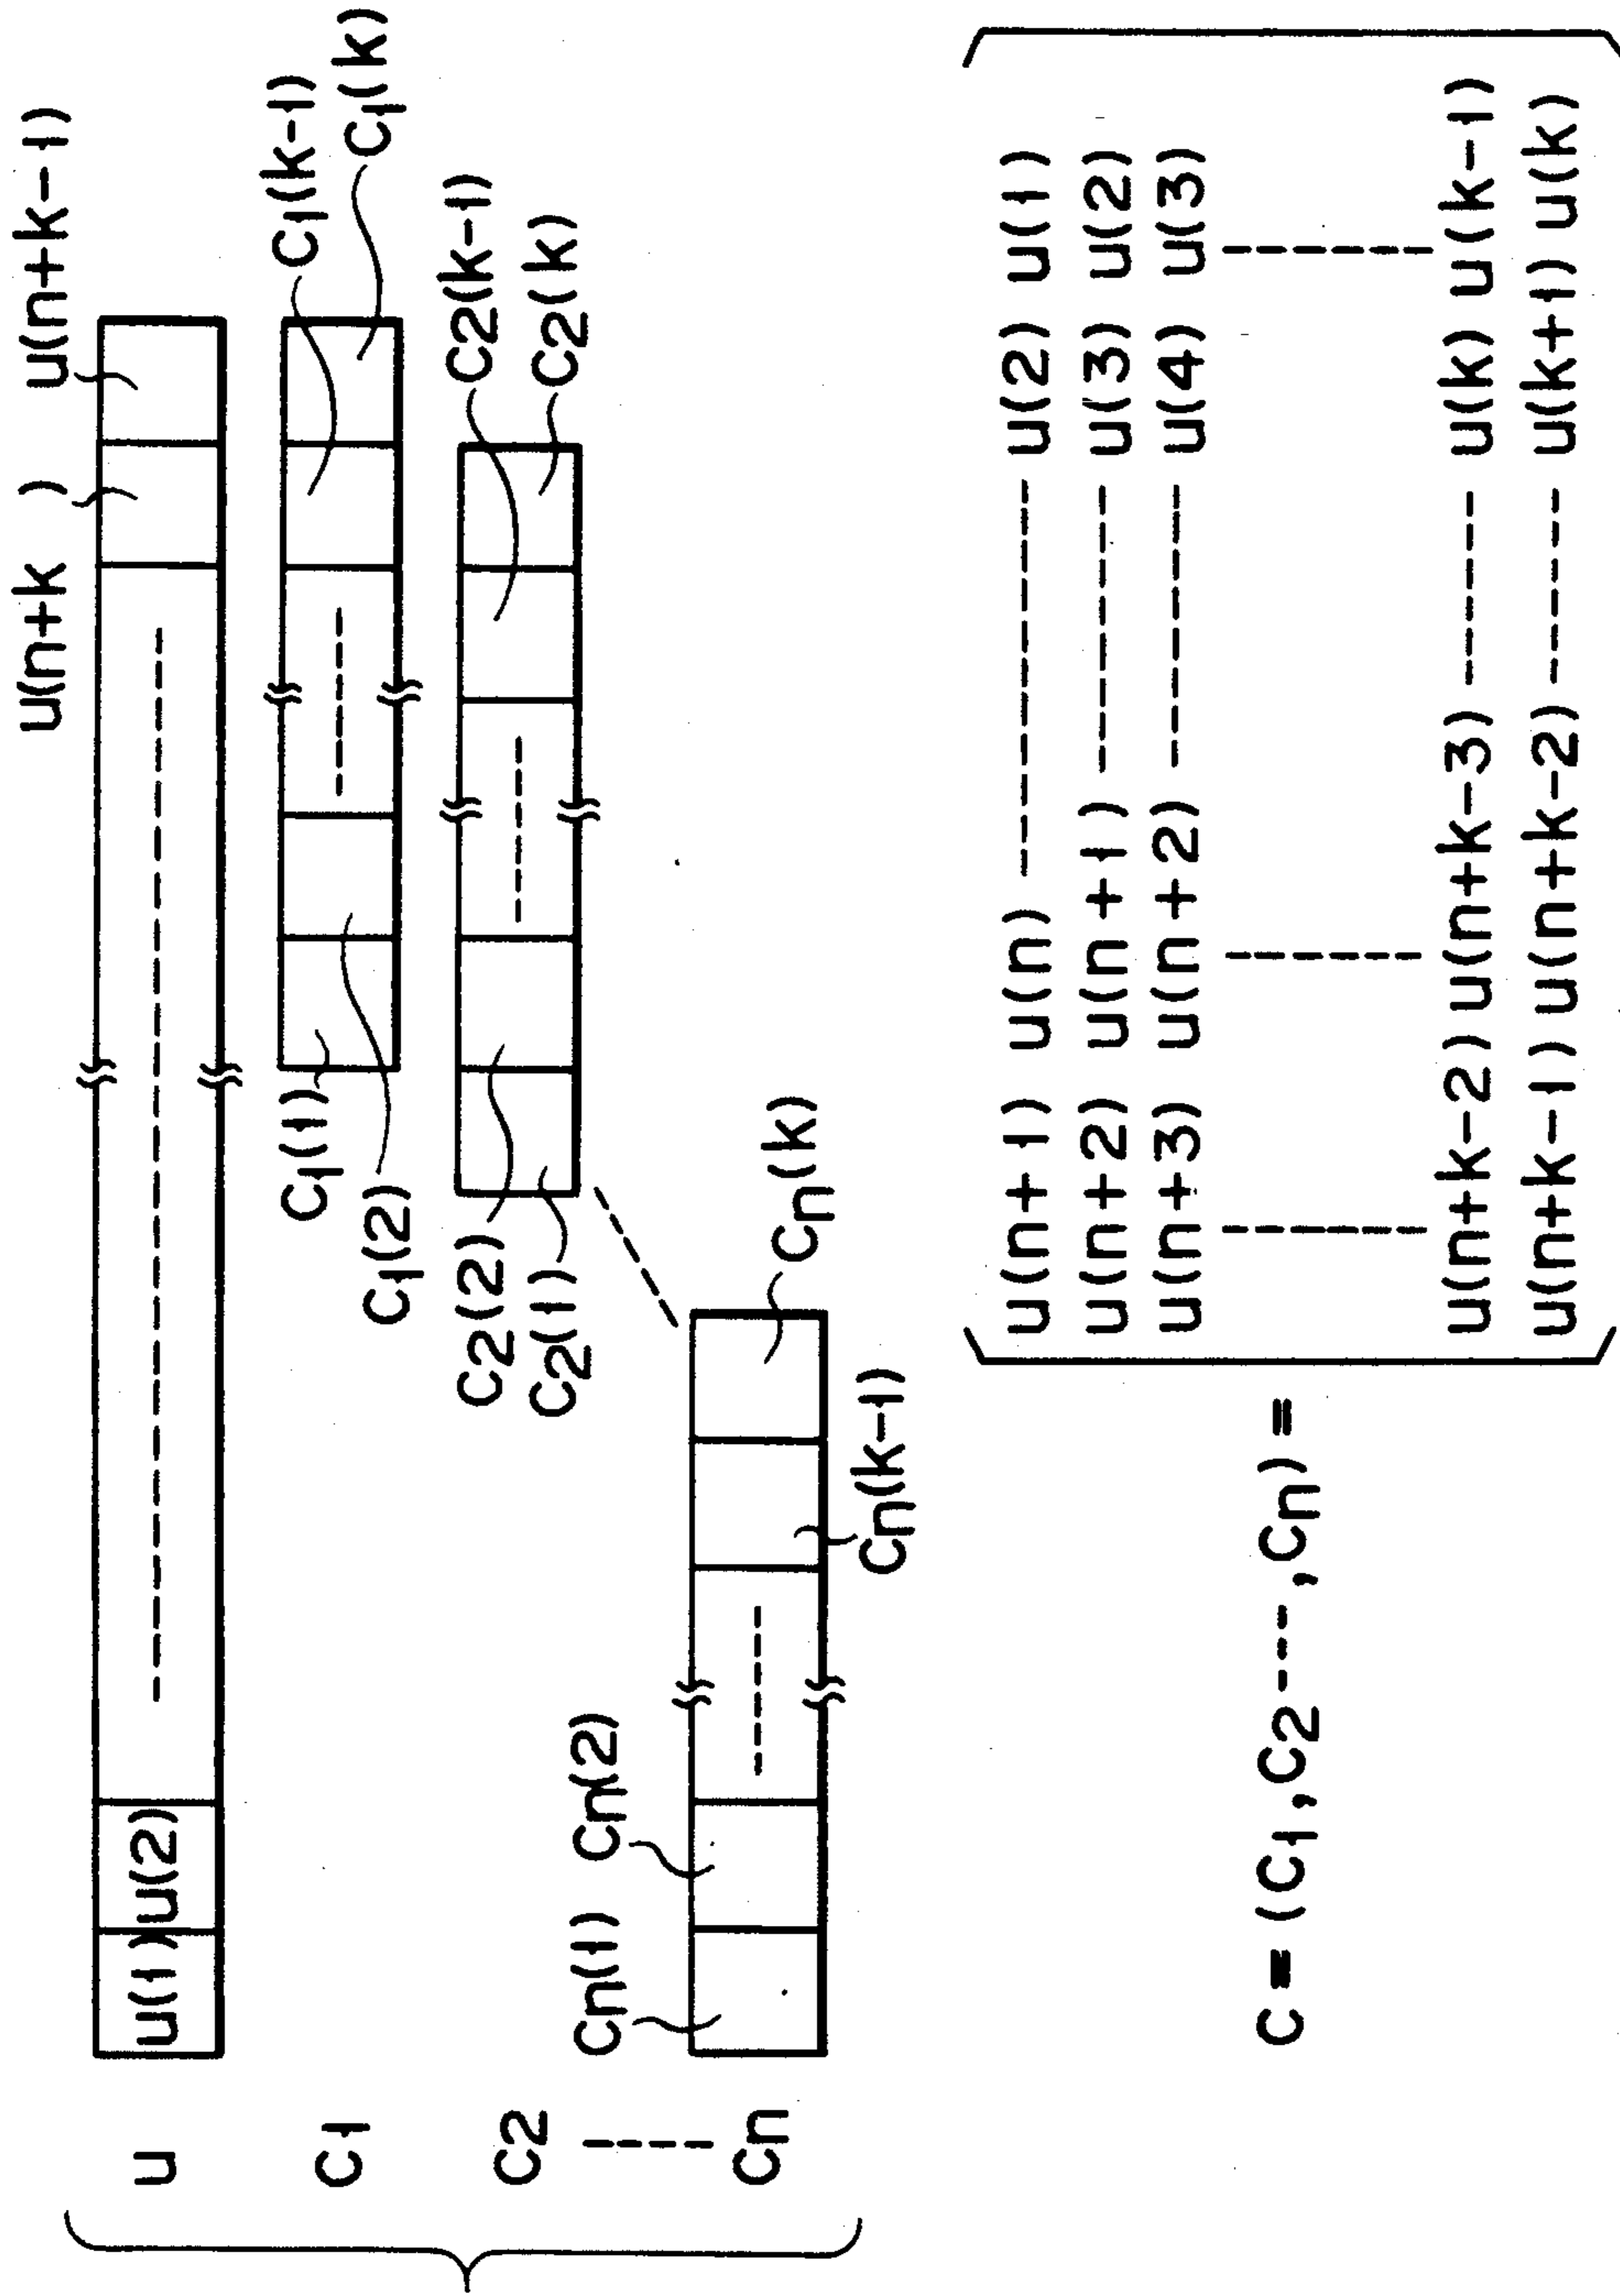 u(n+k ) u(n+k-1)
u u(1) u(2)
C1 C1(1) C1(2) C1(k-1) C1(k)
C2 C2(2) C2(1) C2(k-1) C2(k)
Cn(1) Cn(2)
Cn Cn(k-1) Cn(k)
C = (C1, C2 ----, Cn) =
u(n+1) u(n) ---------- u(2) u(1)
u(n+2) u(n+1) -------- u(3) u(2)
u(n+3) u(n+2) -------- u(4) u(3)
u(n+k-2) u(n+k-3) ------ u(k) u(k-1)
u(n+k-1) u(n+k-2) ------ u(k+1) u(k)